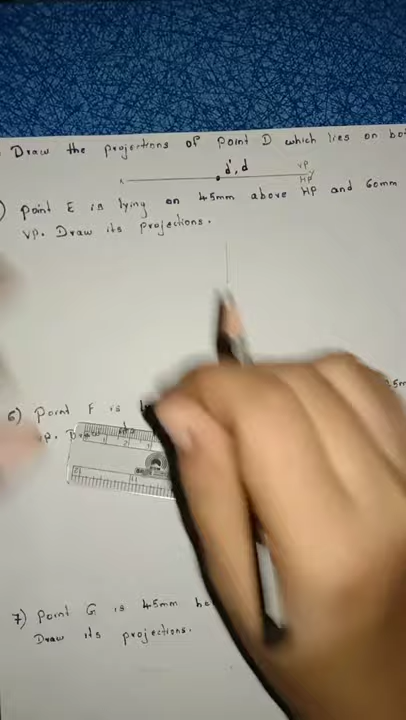 Draw the projections of Point D which lies on
d', d
VP
x y
HP
Point E is lying on 45mm above HP and 60mm
VP. Draw its projections.
6) Point F is
7) Point G is 45mm
Draw its projections.